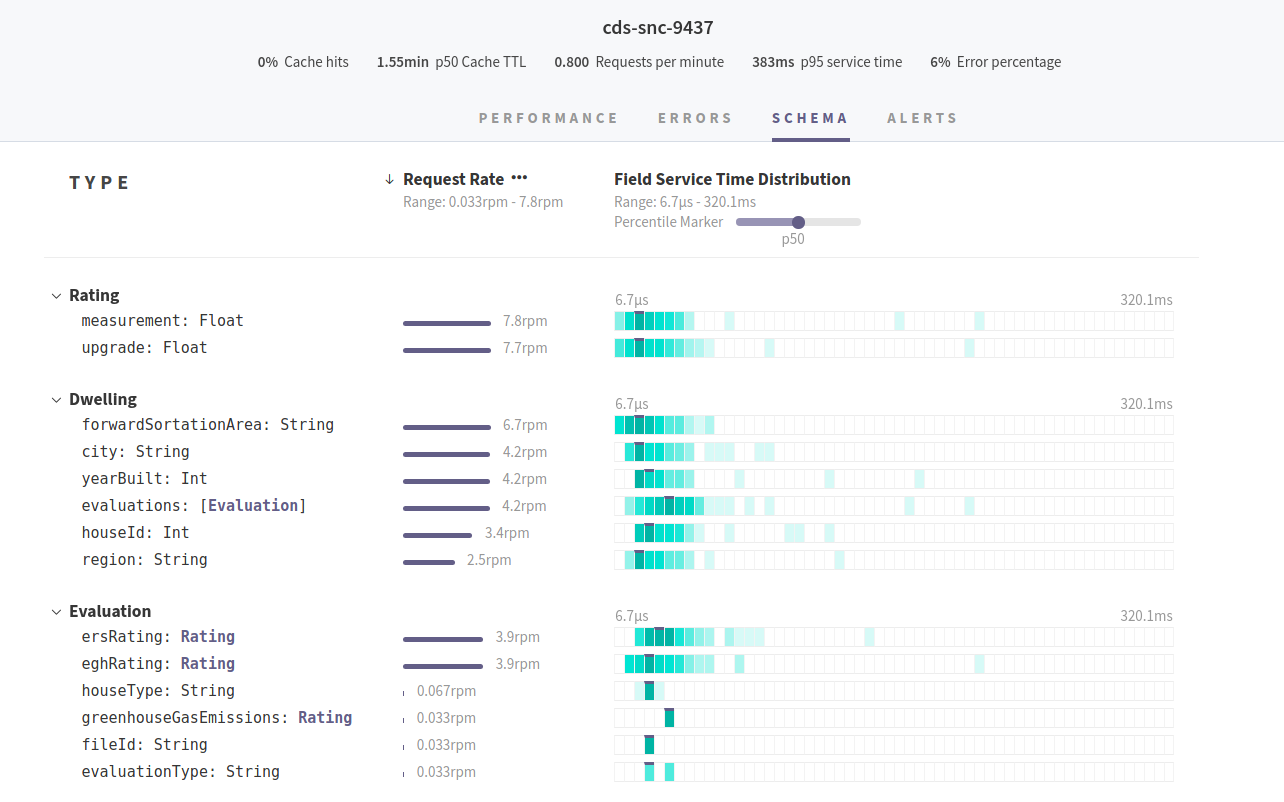 cds-snc-9437
0% Cache hits 1.55min p50 Cache TTL 0.800 Requests per minute 383ms p95 service time 6% Error percentage
PERFORMANCE ERRORS SCHEMA ALERTS
TYPE
↓ Request Rate •••
Range: 0.033rpm - 7.8rpm
Field Service Time Distribution
Range: 6.7µs - 320.1ms
Percentile Marker
p50
Rating 6.7µs 320.1ms
measurement: Float 7.8rpm
upgrade: Float 7.7rpm
Dwelling 6.7µs 320.1ms
forwardSortationArea: String 6.7rpm
city: String 4.2rpm
yearBuilt: Int 4.2rpm
evaluations: [Evaluation] 4.2rpm
houseId: Int 3.4rpm
region: String 2.5rpm
Evaluation 6.7µs 320.1ms
ersRating: Rating 3.9rpm
eghRating: Rating 3.9rpm
houseType: String 0.067rpm
greenhouseGasEmissions: Rating 0.033rpm
fileId: String 0.033rpm
evaluationType: String 0.033rpm